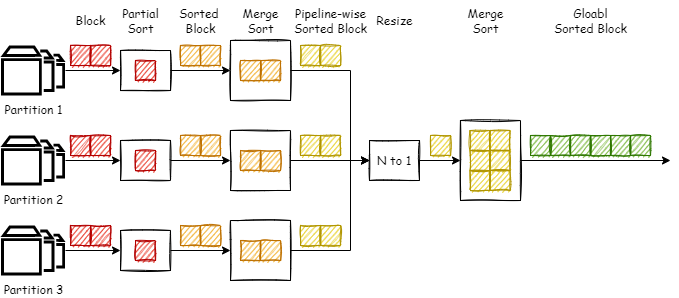 Block
Partial
Sort
Sorted
Block
Merge
Sort
Pipeline-wise
Sorted Block
Resize
Merge
Sort
Gloabl
Sorted Block
Partition 1
N to 1
Partition 2
Partition 3